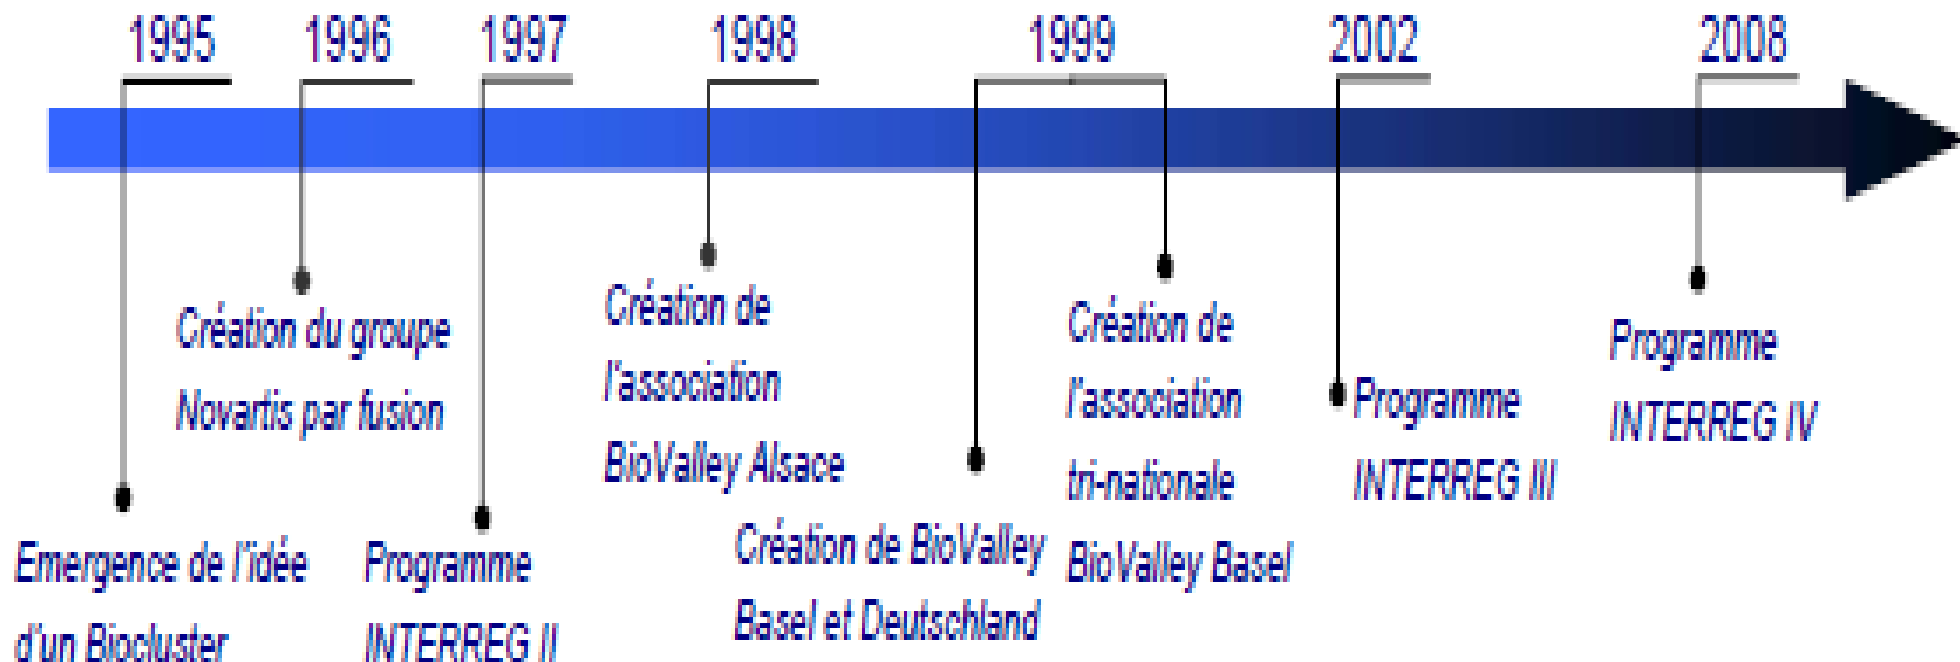 1995
1996
1997
1998
1999
2002
2008
Emergence de l'idée
d'un Biocluster
Création du groupe
Novartis par fusion
Programme
INTERREG II
Création de
l'association
BioValley Alsace
Création de BioValley
Basel et Deutschland
Création de
l'association
tri-nationale
BioValley Basel
Programme
INTERREG III
Programme
INTERREG IV